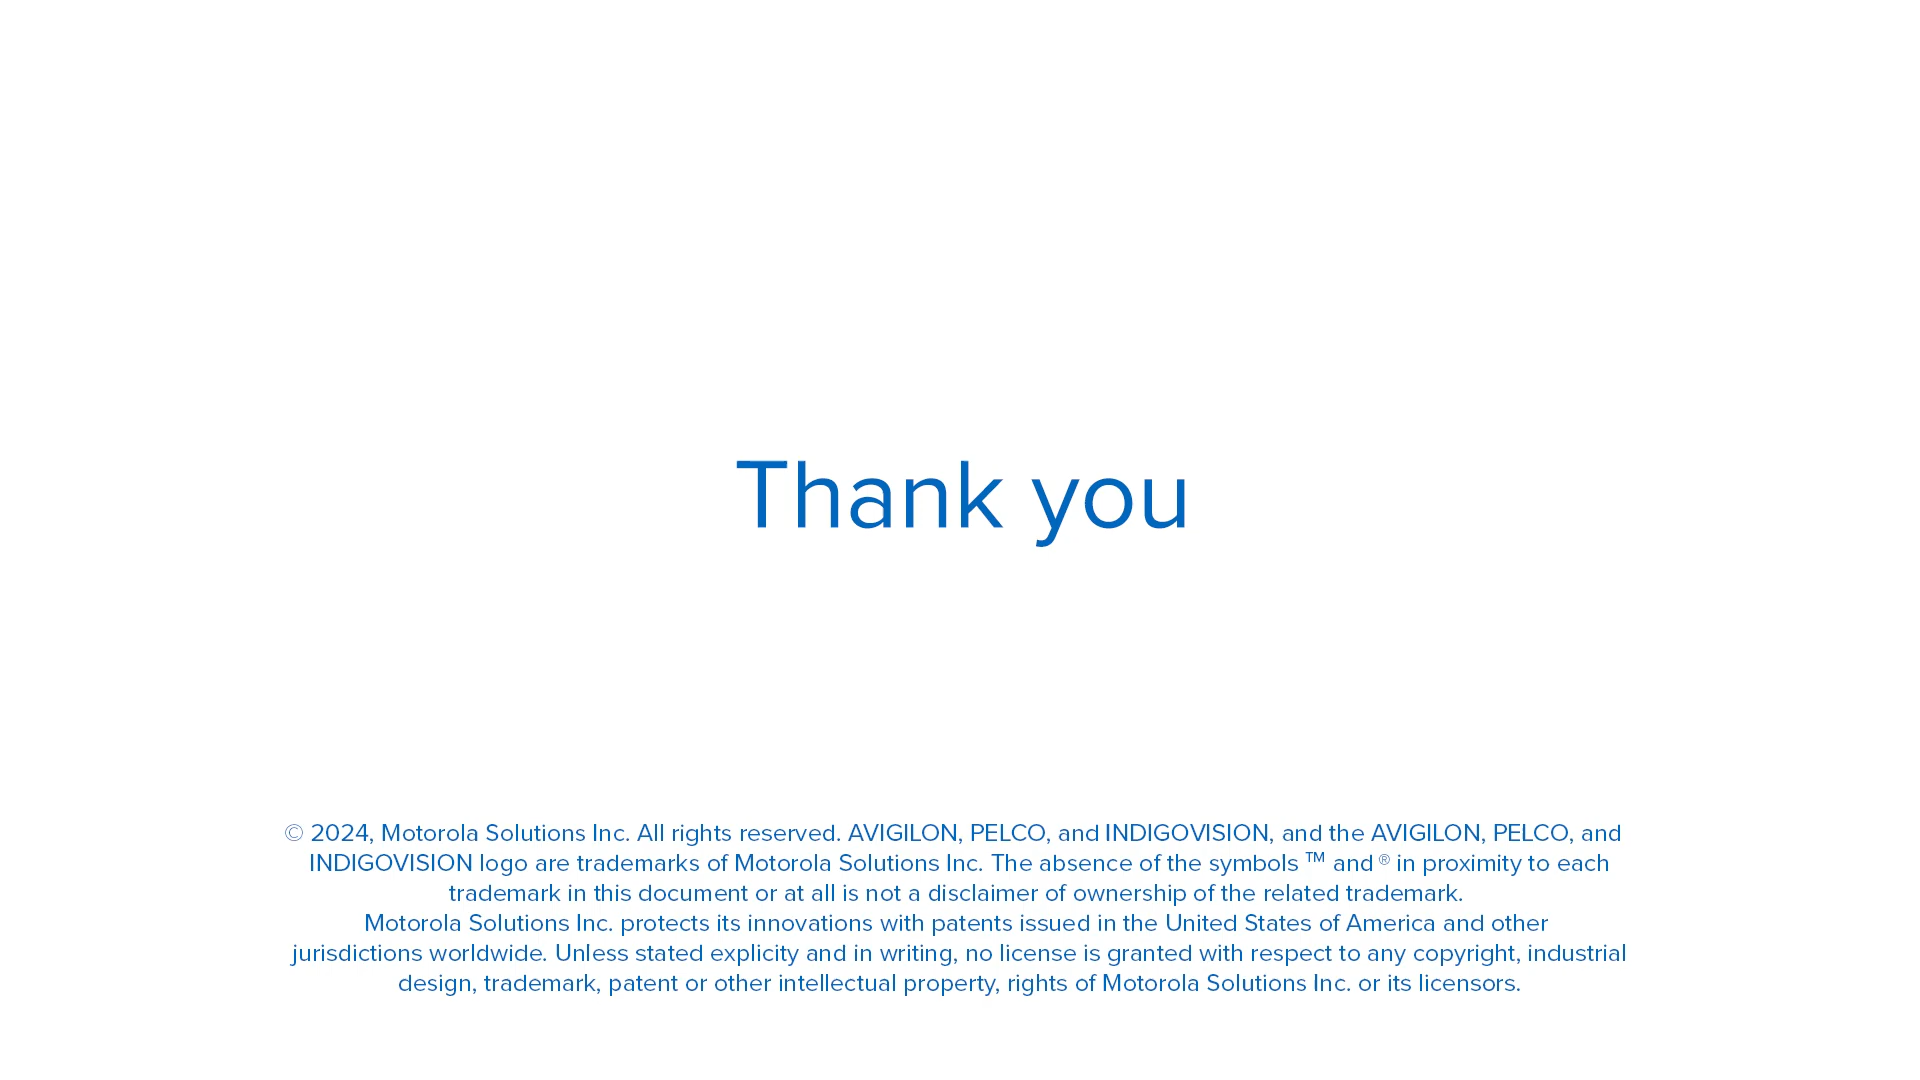 Thank you
© 2024, Motorola Solutions Inc. All rights reserved. AVIGILON, PELCO, and INDIGOVISION, and the AVIGILON, PELCO, and
INDIGOVISION logo are trademarks of Motorola Solutions Inc. The absence of the symbols ™ and ® in proximity to each
trademark in this document or at all is not a disclaimer of ownership of the related trademark.
Motorola Solutions Inc. protects its innovations with patents issued in the United States of America and other
jurisdictions worldwide. Unless stated explicity and in writing, no license is granted with respect to any copyright, industrial
design, trademark, patent or other intellectual property, rights of Motorola Solutions Inc. or its licensors.